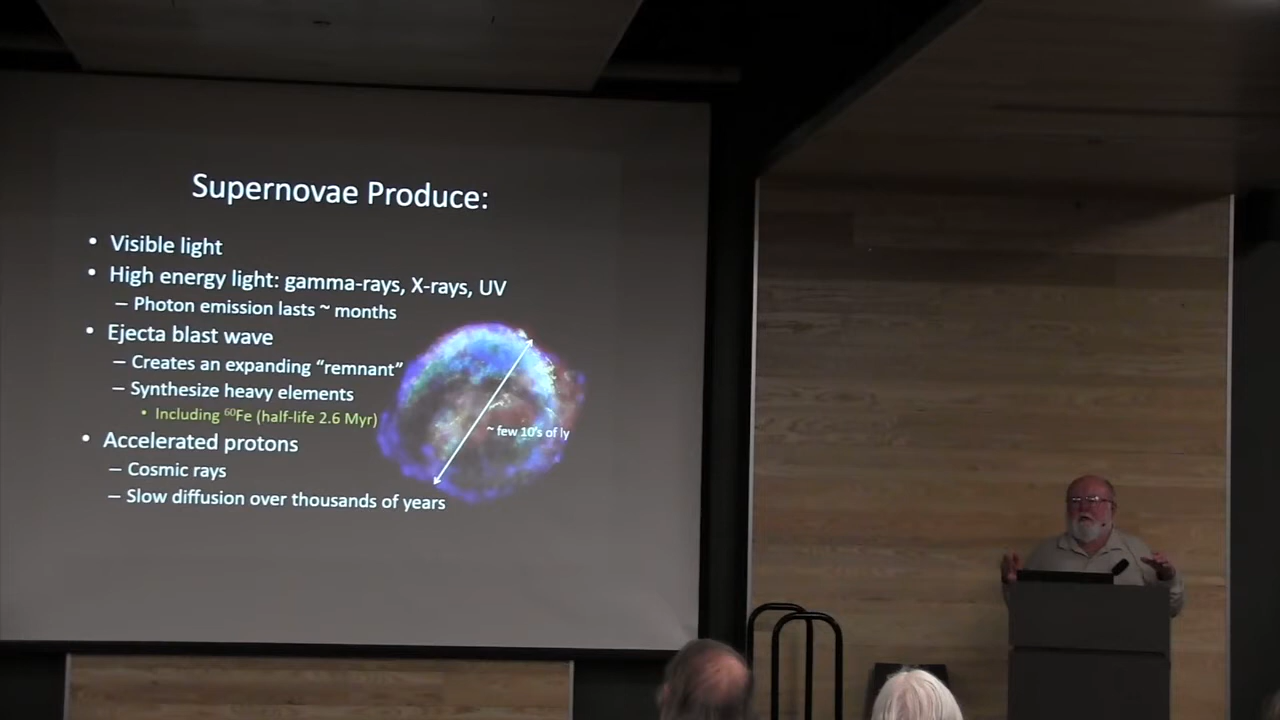 Supernovae Produce:
• Visible light
• High energy light: gamma-rays, X-rays, UV
– Photon emission lasts ~ months
• Ejecta blast wave
– Creates an expanding “remnant”
– Synthesize heavy elements
• Including ⁶⁰Fe (half-life 2.6 Myr)
~ few 10's of ly
• Accelerated protons
– Cosmic rays
– Slow diffusion over thousands of years